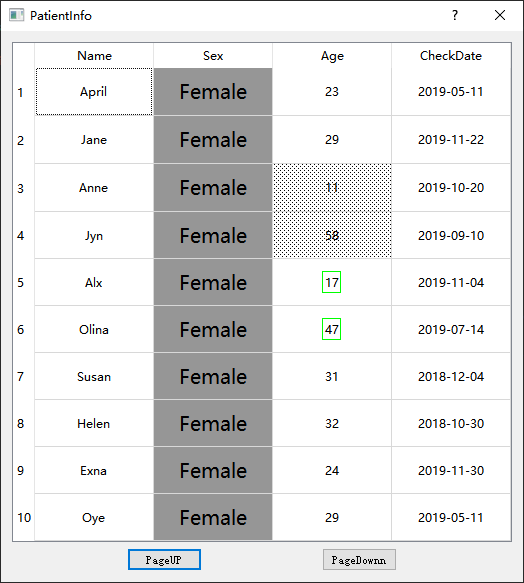 PatientInfo
Name Sex Age CheckDate
1 April Female 23 2019-05-11
2 Jane Female 29 2019-11-22
3 Anne Female 11 2019-10-20
4 Jyn Female 58 2019-09-10
5 Alx Female 17 2019-11-04
6 Olina Female 47 2019-07-14
7 Susan Female 31 2018-12-04
8 Helen Female 32 2018-10-30
9 Exna Female 24 2019-11-30
10 Oye Female 29 2019-05-11
PageUP PageDownn